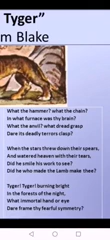 Tyger"
m Blake
What the hammer? what the chain?
In what furnace was thy brain?
What the anvil? what dread grasp
Dare its deadly terrors clasp?
When the stars threw down their spears,
And watered heaven with their tears,
Did he smile his work to see?
Did he who made the Lamb make thee?
Tyger! Tyger! burning bright
In the forests of the night,
What immortal hand or eye
Dare frame thy fearful symmetry?